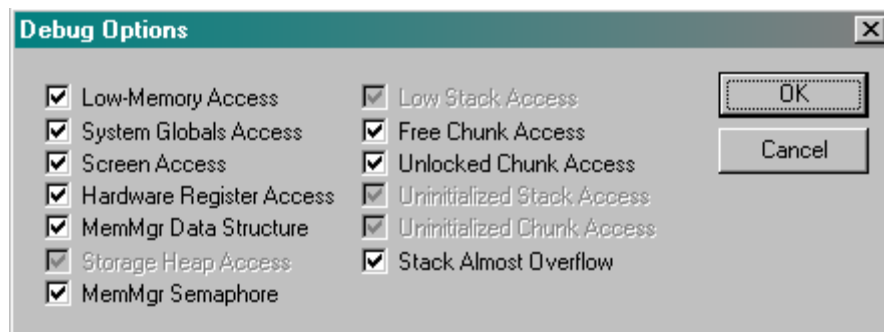 Debug Options
Low-Memory Access
System Globals Access
Screen Access
Hardware Register Access
MemMgr Data Structure
Storage Heap Access
MemMgr Semaphore
Low Stack Access
Free Chunk Access
Unlocked Chunk Access
Uninitialized Stack Access
Uninitialized Chunk Access
Stack Almost Overflow
OK
Cancel